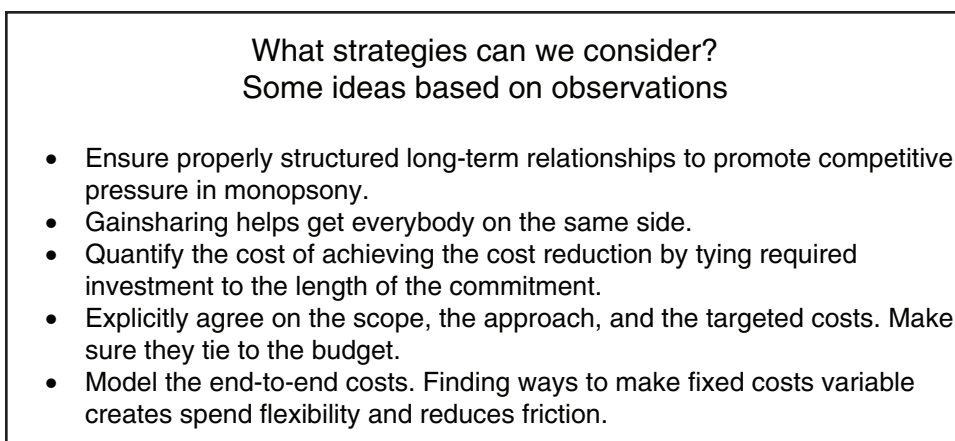 What strategies can we consider?
Some ideas based on observations
• Ensure properly structured long-term relationships to promote competitive
pressure in monopsony.
• Gainsharing helps get everybody on the same side.
• Quantify the cost of achieving the cost reduction by tying required
investment to the length of the commitment.
• Explicitly agree on the scope, the approach, and the targeted costs. Make
sure they tie to the budget.
• Model the end-to-end costs. Finding ways to make fixed costs variable
creates spend flexibility and reduces friction.